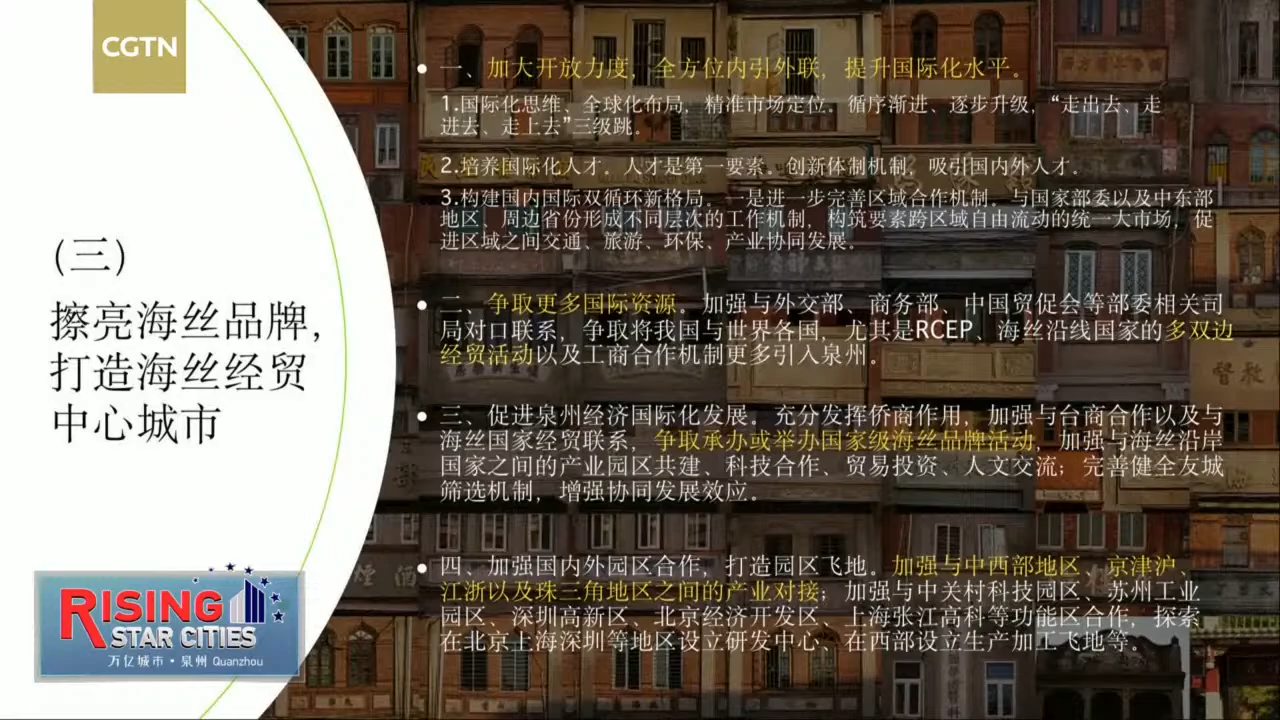 CGTN
(三)
擦亮海丝品牌,
打造海丝经贸
中心城市
一、加大开放力度，全方位内引外联，提升国际化水平。
1.国际化思维、全球化布局，精准市场定位。循序渐进、逐步升级，“走出去、走
进去、走上去”三级跳。
2.培养国际化人才。人才是第一要素。创新体制机制，吸引国内外人才。
3.构建国内国际双循环新格局。一是进一步完善区域合作机制。与国家部委以及中东部
地区、周边省份形成不同层次的工作机制，构筑要素跨区域自由流动的统一大市场，促
进区域之间交通、旅游、环保、产业协同发展。
二、争取更多国际资源。加强与外交部、商务部、中国贸促会等部委相关司
局对口联系，争取将我国与世界各国，尤其是RCEP、海丝沿线国家的多双边
经贸活动以及工商合作机制更多引入泉州。
三、促进泉州经济国际化发展。充分发挥侨商作用，加强与台商合作以及与
海丝国家经贸联系，争取承办或举办国家级海丝品牌活动，加强与海丝沿岸
国家之间的产业园区共建、科技合作、贸易投资、人文交流；完善健全友城
筛选机制，增强协同发展效应。
四、加强国内外园区合作，打造园区飞地。加强与中西部地区、京津沪、
江浙以及珠三角地区之间的产业对接；加强与中关村科技园区、苏州工业
园区、深圳高新区、北京经济开发区、上海张江高科等功能区合作，探索
在北京上海深圳等地区设立研发中心、在西部设立生产加工飞地等。
RISING
STAR CITIES
万亿城市·泉州 Quanzhou